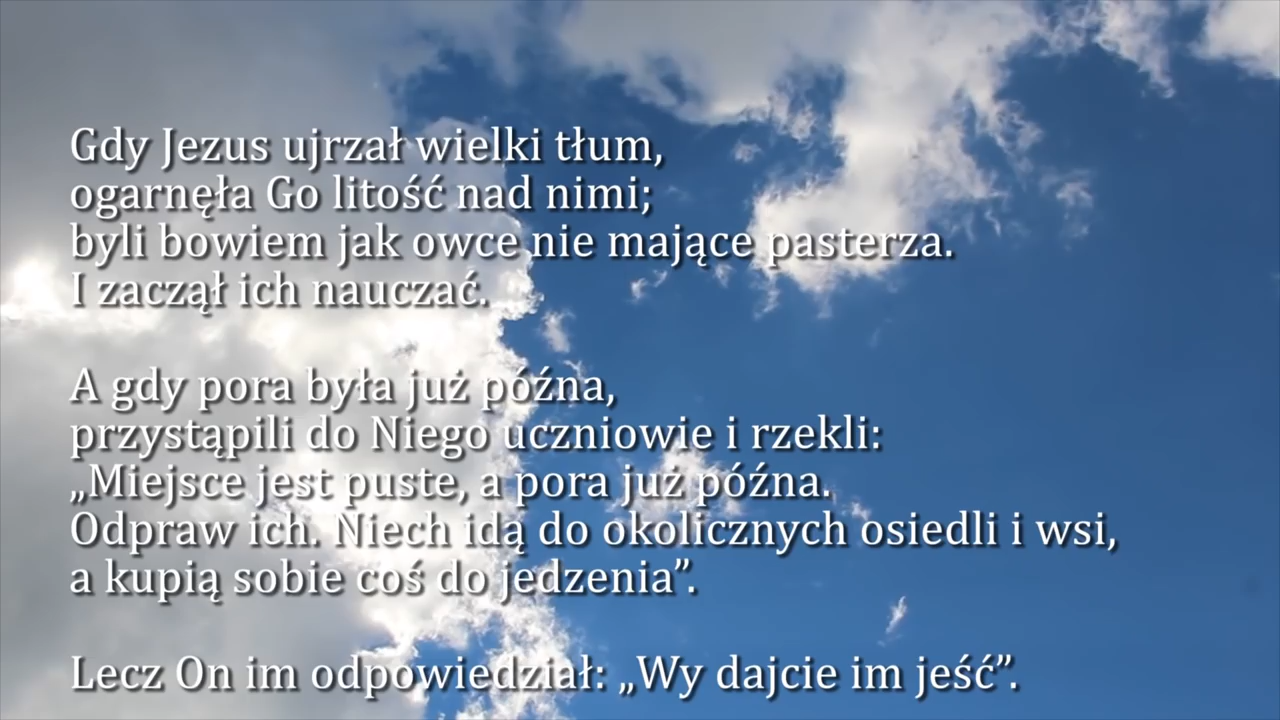 Gdy Jezus ujrzał wielki tłum,
ogarnęła Go litość nad nimi;
byli bowiem jak owce nie mające pasterza.
I zaczął ich nauczać.
A gdy pora była już późna,
przystąpili do Niego uczniowie i rzekli:
„Miejsce jest puste, a pora już późna.
Odpraw ich. Niech idą do okolicznych osiedli i wsi,
a kupią sobie coś do jedzenia”.
Lecz On im odpowiedział: „Wy dajcie im jeść”.